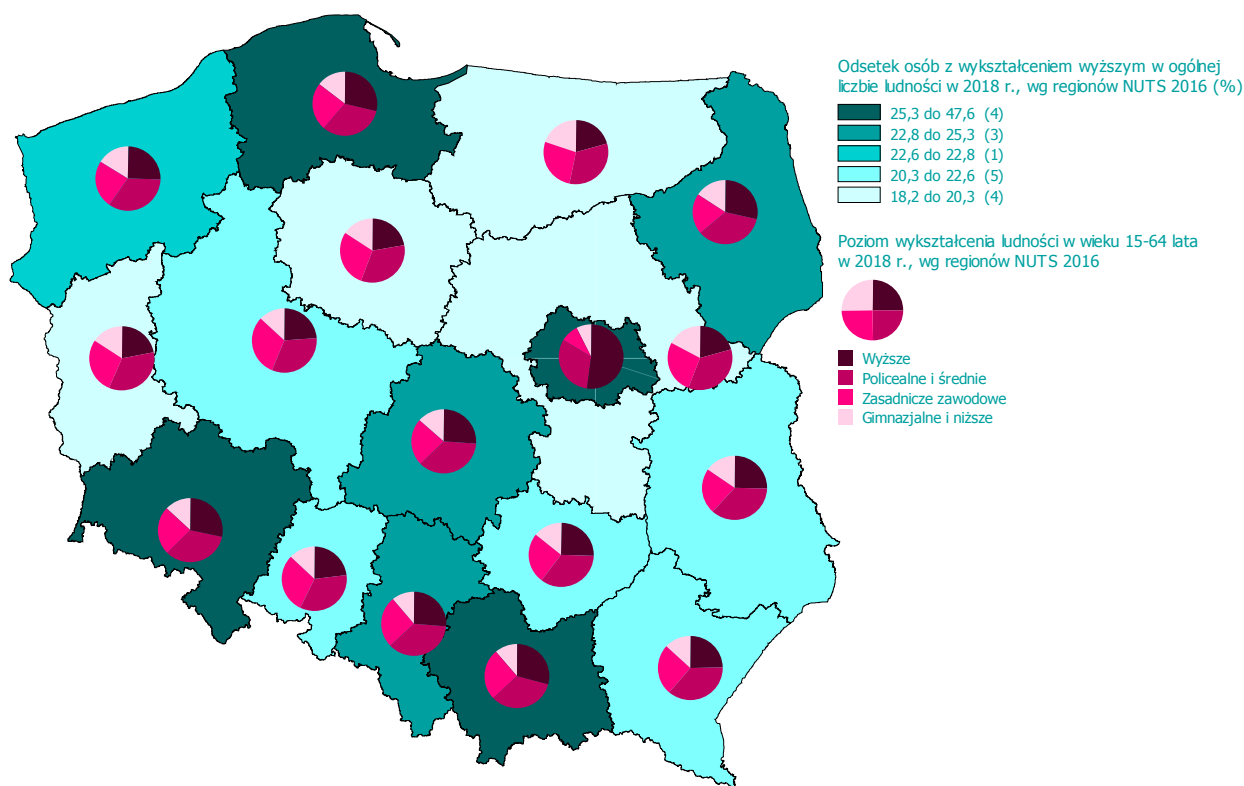 Odsetek osób z wykształceniem wyższym w ogólnej
liczbie ludności w 2018 r., wg regionów NUTS 2016 (%)
25,3 do 47,6 (4)
22,8 do 25,3 (3)
22,6 do 22,8 (1)
20,3 do 22,6 (5)
18,2 do 20,3 (4)
Poziom wykształcenia ludności w wieku 15-64 lata
w 2018 r., wg regionów NUTS 2016
Wyższe
Policealne i średnie
Zasadnicze zawodowe
Gimnazjalne i niższe